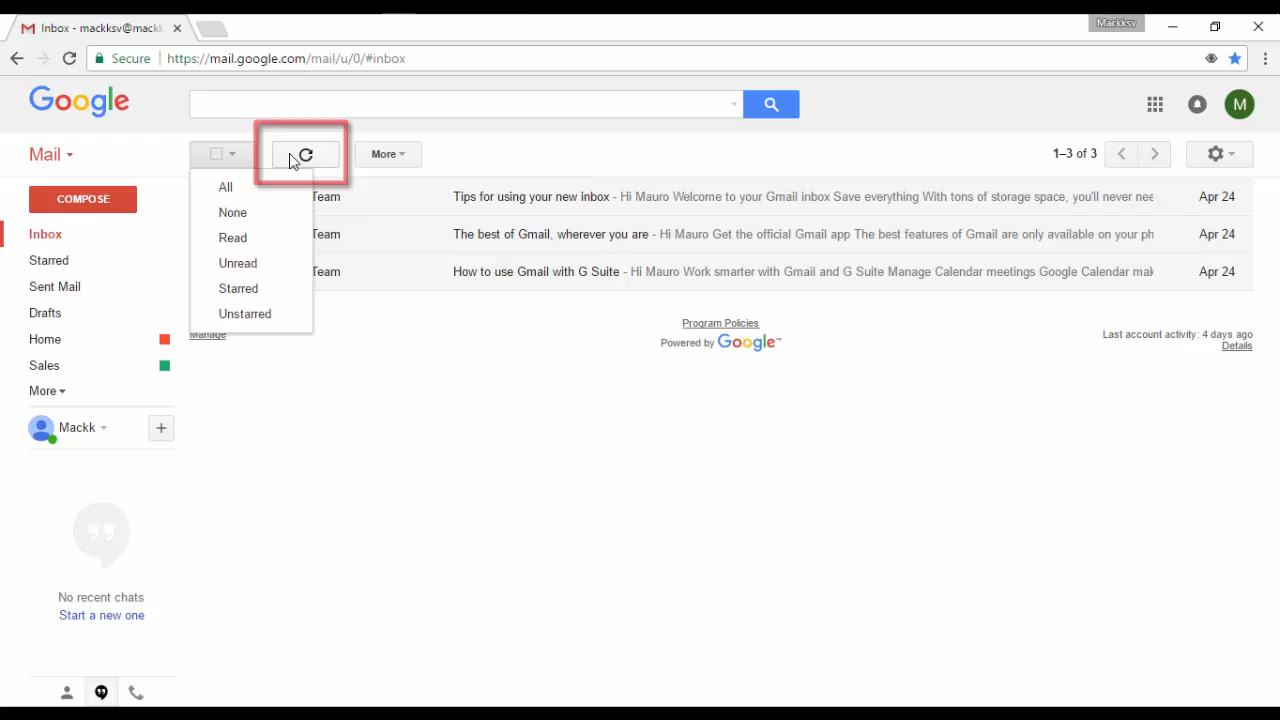 Inbox - mackksv@mackk
Mackksv
Secure
https://mail.google.com/mail/u/0/#inbox
Google
M
Mail
More
1–3 of 3
COMPOSE
Inbox
Starred
Sent Mail
Drafts
Home
Sales
More
Mackk
No recent chats
Start a new one
All
None
Read
Unread
Starred
Unstarred
Team Tips for using your new inbox - Hi Mauro Welcome to your Gmail inbox Save everything With tons of storage space, you'll never nee Apr 24
Team The best of Gmail, wherever you are - Hi Mauro Get the official Gmail app The best features of Gmail are only available on your ph Apr 24
Team How to use Gmail with G Suite - Hi Mauro Work smarter with Gmail and G Suite Manage Calendar meetings Google Calendar mak Apr 24
Manage
Program Policies
Powered by Google™
Last account activity: 4 days ago
Details